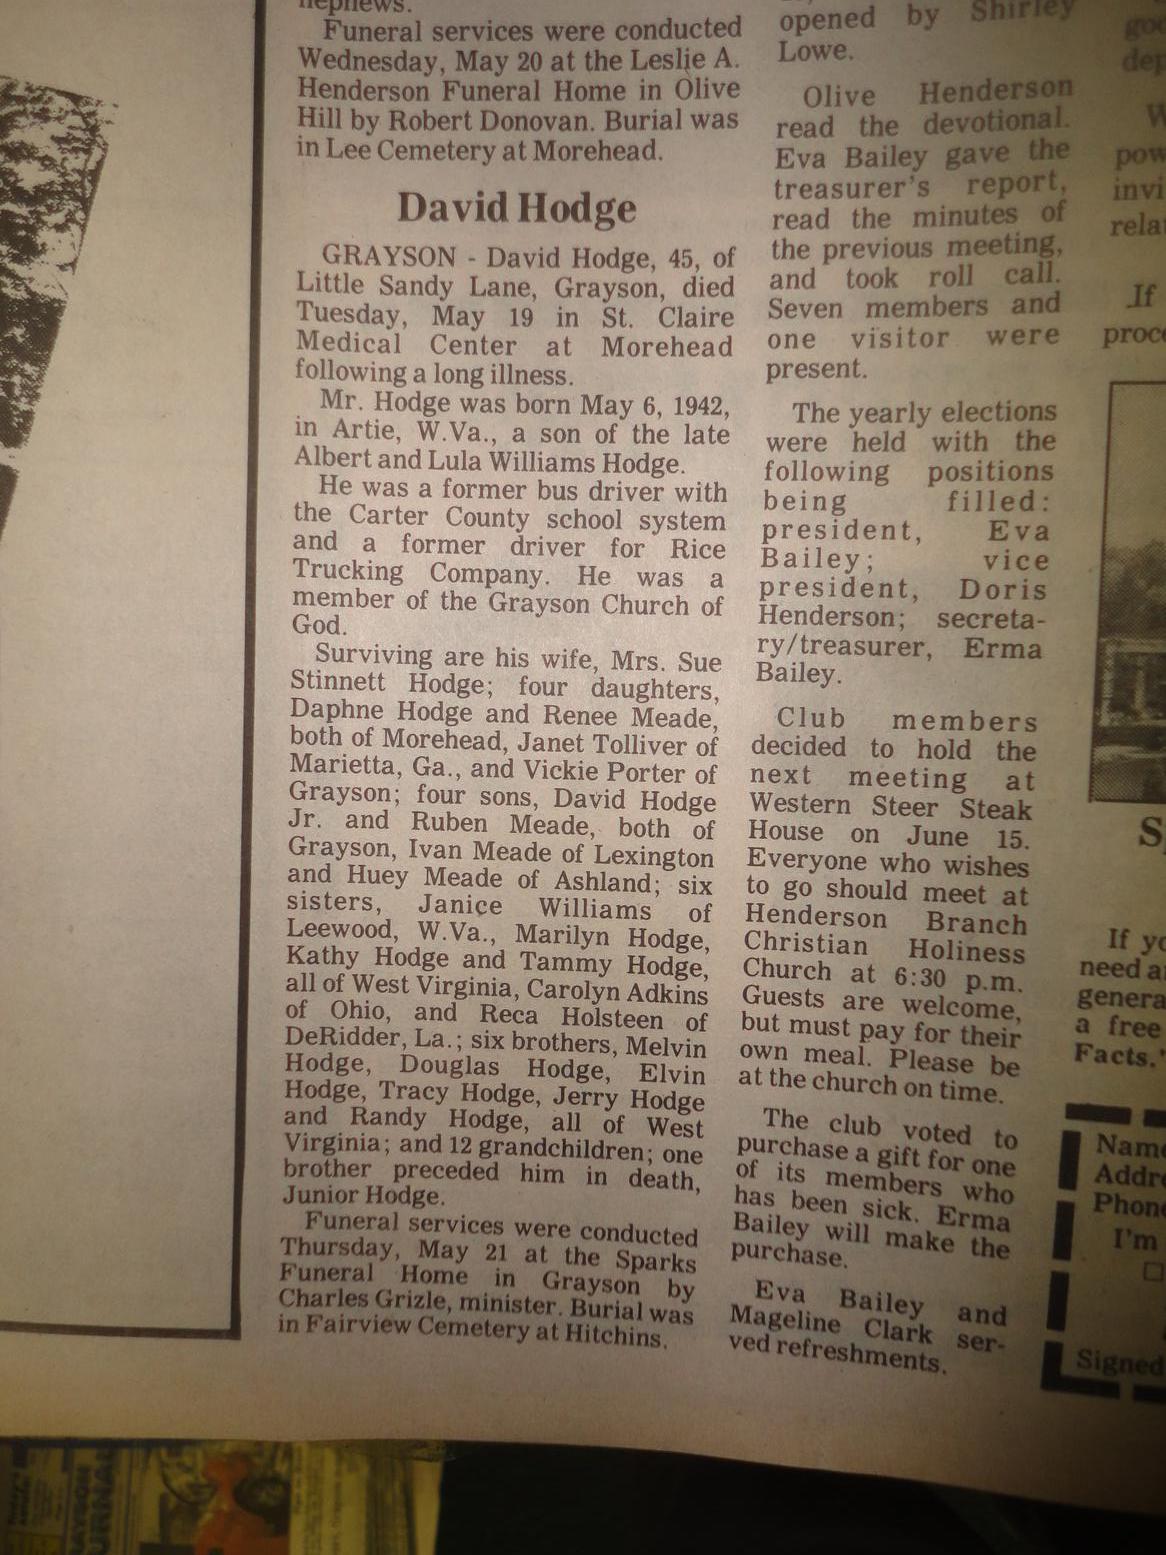 nephews.
Funeral services were conducted
Wednesday, May 20 at the Leslie A.
Henderson Funeral Home in Olive
Hill by Robert Donovan. Burial was
in Lee Cemetery at Morehead.
David Hodge
GRAYSON - David Hodge, 45, of
Little Sandy Lane, Grayson, died
Tuesday, May 19 in St. Claire
Medical Center at Morehead
following a long illness.
Mr. Hodge was born May 6, 1942,
in Artie, W.Va., a son of the late
Albert and Lula Williams Hodge.
He was a former bus driver with
the Carter County school system
and a former driver for Rice
Trucking Company. He was a
member of the Grayson Church of
God.
Surviving are his wife, Mrs. Sue
Stinnett Hodge; four daughters,
Daphne Hodge and Renee Meade,
both of Morehead, Janet Tolliver of
Marietta, Ga., and Vickie Porter of
Grayson; four sons, David Hodge
Jr. and Ruben Meade, both of
Grayson, Ivan Meade of Lexington
and Huey Meade of Ashland; six
sisters, Janice Williams of
Leewood, W.Va., Marilyn Hodge,
Kathy Hodge and Tammy Hodge,
all of West Virginia, Carolyn Adkins
of Ohio, and Reca Holsteen of
DeRidder, La.; six brothers, Melvin
Hodge, Douglas Hodge, Elvin
Hodge, Tracy Hodge, Jerry Hodge
and Randy Hodge, all of West
Virginia; and 12 grandchildren; one
brother preceded him in death,
Junior Hodge.
Funeral services were conducted
Thursday, May 21 at the Sparks
Funeral Home in Grayson by
Charles Grizle, minister. Burial was
in Fairview Cemetery at Hitchins.
opened by Shirley
Lowe.
Olive Henderson
read the devotional.
Eva Bailey gave the
treasurer's report,
read the minutes of
the previous meeting,
and took roll call.
Seven members and
one visitor were
present.
The yearly elections
were held with the
following positions
being filled:
president, Eva
Bailey; vice
president, Doris
Henderson; secreta-
ry/treasurer, Erma
Bailey.
Club members
decided to hold the
next meeting at
Western Steer Steak
House on June 15.
Everyone who wishes
to go should meet at
Henderson Branch
Christian Holiness
Church at 6:30 p.m.
Guests are welcome,
but must pay for their
own meal. Please be
at the church on time.
The club voted to
purchase a gift for one
of its members who
has been sick. Erma
Bailey will make the
purchase.
Eva Bailey and
Mageline Clark ser-
ved refreshments.
If
need a
a free
Facts."
I'm
Signed